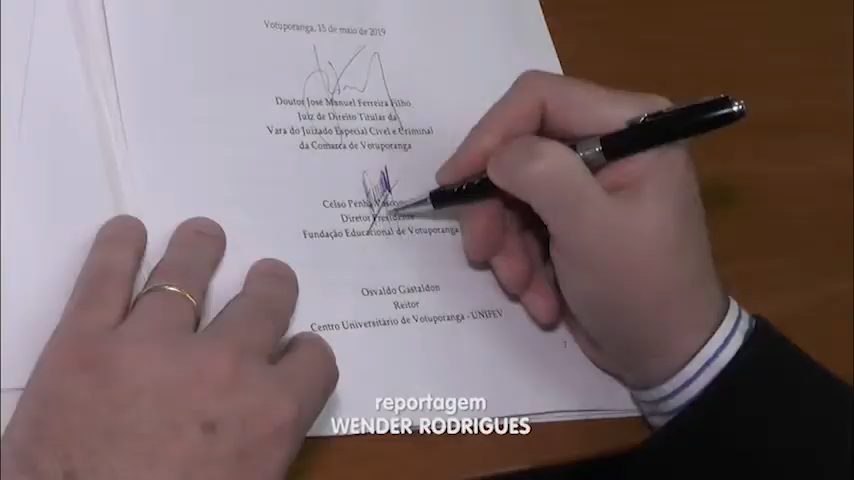 Votuporanga, 15 de maio de 2019
Doutor José Manuel Ferreira Filho
Juiz de Direito Titular da
Vara do Juizado Especial Cível e Criminal
da Comarca de Votuporanga
Celso Penha
Diretor Presidente
Fundação Educacional de Votuporanga
Osvaldo Gastaldon
Reitor
Centro Universitário de Votuporanga - UNIFEV
7
reportagem
WENDER RODRIGUES